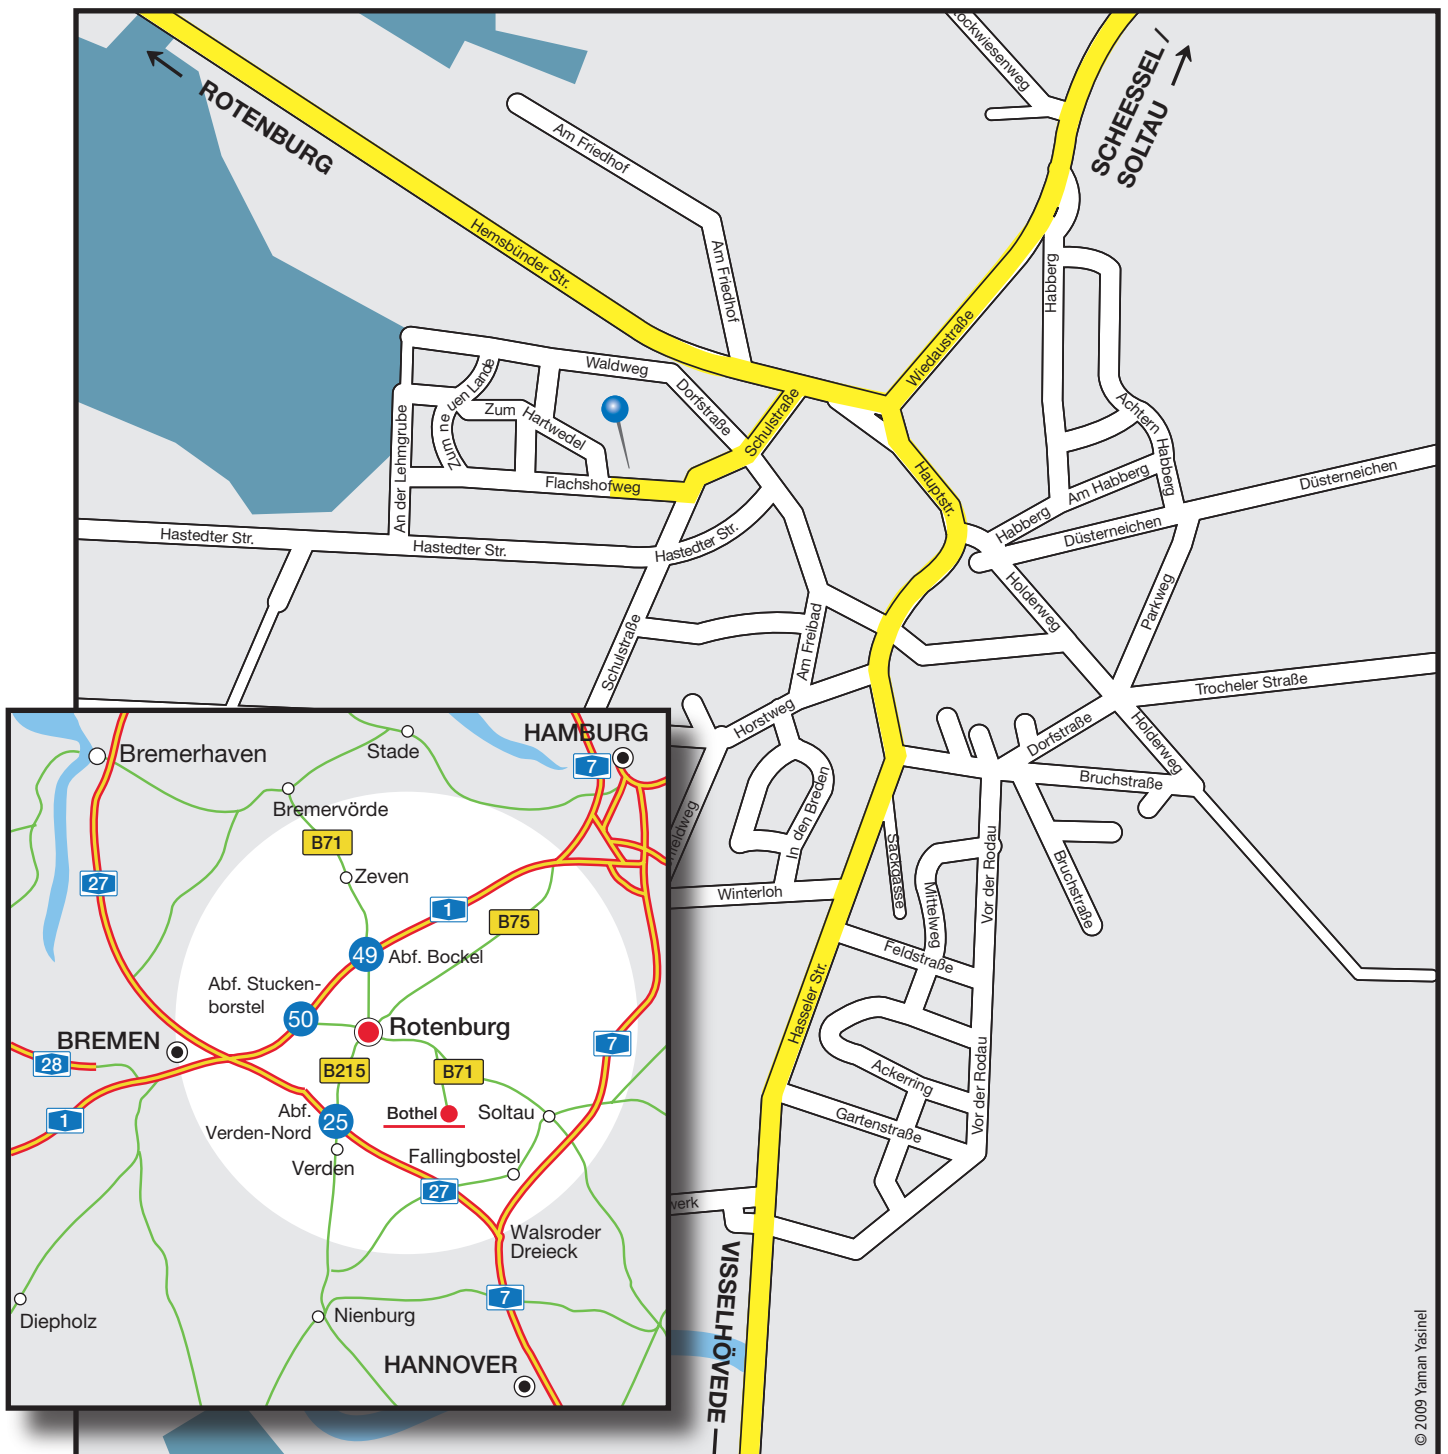 ROTENBURG
SCHEESSEL /
SOLTAU
Am Friedhof
Am Friedhof
Hemsbünder Str.
Wiedaustraße
Habberg
Waldweg
Dorfstraße
Schulstraße
Zum neuen Lande
Zum Hartwedel
An der Lehmgrube
Flachshofweg
Hauptstr.
Achtern Habberg
Am Habberg
Habberg
Düsterneichen
Düsterneichen
Hastedter Str.
Hastedter Str.
Hastedter Str.
Holderweg
Parkweg
Schulstraße
Am Freibad
Horstweg
Trocheler Straße
Dorfstraße
Holderweg
Bruchstraße
Bruchstraße
In den Breden
Sackgasse
Winterloh
Vor der Rodau
Mittelweg
Feldstraße
Hasseler Str.
Ackerring
Gartenstraße
Vor der Rodau
VISSELHÖVEDE
© 2009 Yaman Yasinel
Bremerhaven
Stade
HAMBURG
7
Bremervörde
B71
Zeven
27
1
B75
49
Abf. Bockel
Abf. Stucken-
borstel
50
Rotenburg
BREMEN
28
B215
B71
7
1
Abf.
Verden-Nord
25
Bothel
Soltau
Verden
Fallingbostel
27
Walsroder
Dreieck
7
Diepholz
Nienburg
HANNOVER